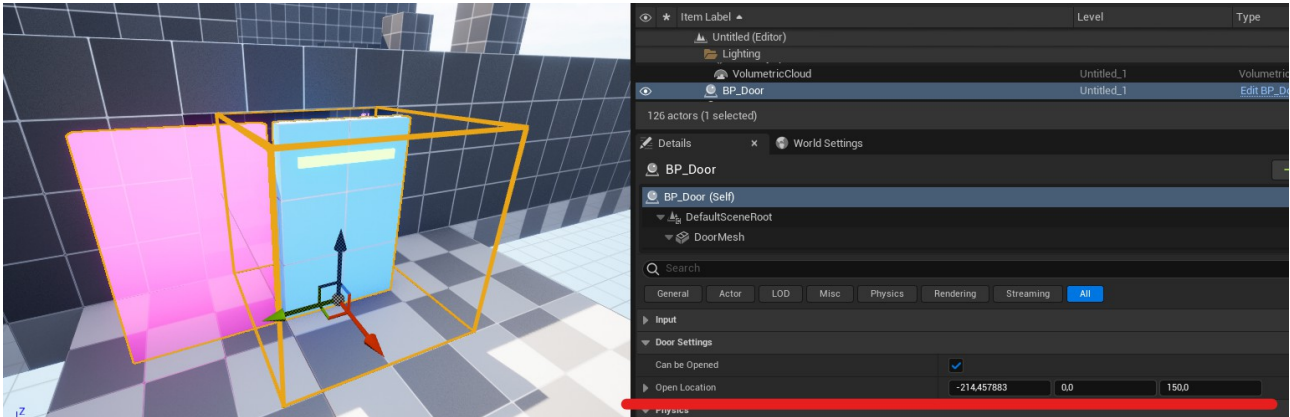 Item Label Level Type
Untitled (Editor)
Lighting
VolumetricCloud Untitled_1 Volumetric
BP_Door Untitled_1 Edit BP_Do
126 actors (1 selected)
Details World Settings
BP_Door
BP_Door (Self)
DefaultSceneRoot
DoorMesh
Search
General Actor LOD Misc Physics Rendering Streaming All
Input
Door Settings
Can be Opened
Open Location -214,457883 0,0 150,0
Physics
Z